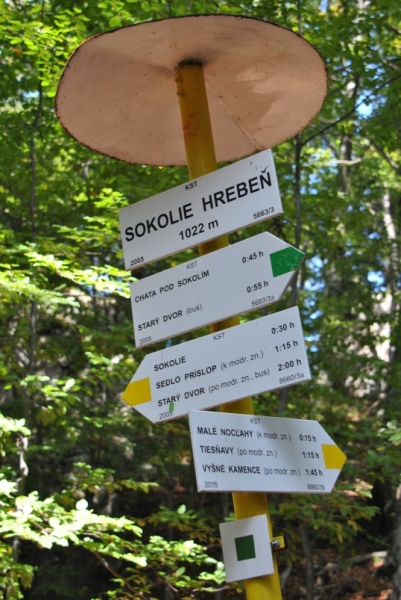 KST
SOKOLIE HREBEŇ
1022 m
2005 5663/3
KST
CHATA POD SOKOLÍM 0:45 h
STARÝ DVOR (bus) 0:55 h
2005 5663/3a
KST
SOKOLIE 0:30 h
SEDLO PRÍSLOP (k modr. zn.) 1:15 h
STARÝ DVOR (po modr. zn., bus) 2:00 h
2005 8660/3a
KST
MALÉ NOCĽAHY (k modr. zn.) 0:15 h
TIESŇAVY (po modr. zn.) 1:15 h
VYŠNÉ KAMENCE (po modr. zn.) 1:45 h
2005 8660/3b